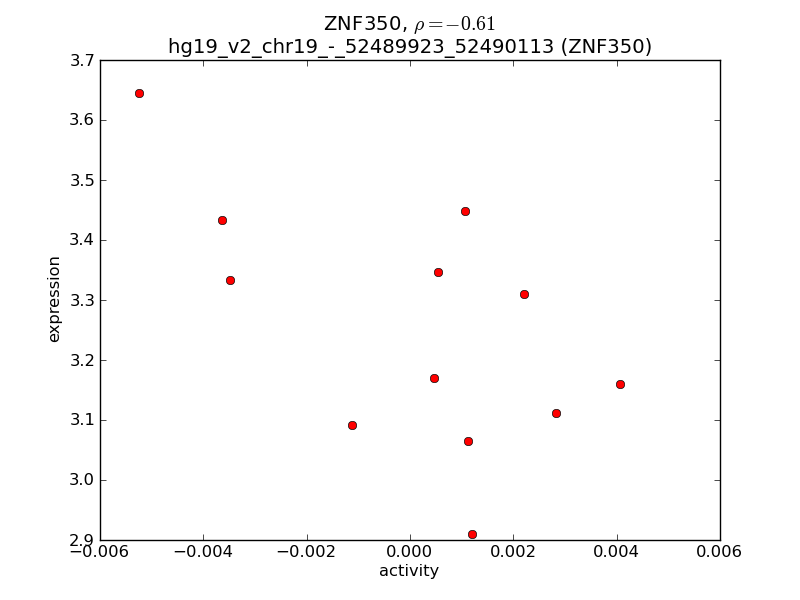 ZNF350, ρ=−0.61
hg19_v2_chr19_-_52489923_52490113 (ZNF350)
3.7
3.6
3.5
3.4
3.3
3.2
3.1
3.0
2.9
expression
−0.006 −0.004 −0.002 0.000 0.002 0.004 0.006
activity